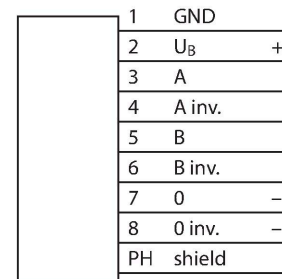 1 GND
2 U_B +
3 A
4 A inv.
5 B
6 B inv.
7 0 –
8 0 inv. –
PH shield